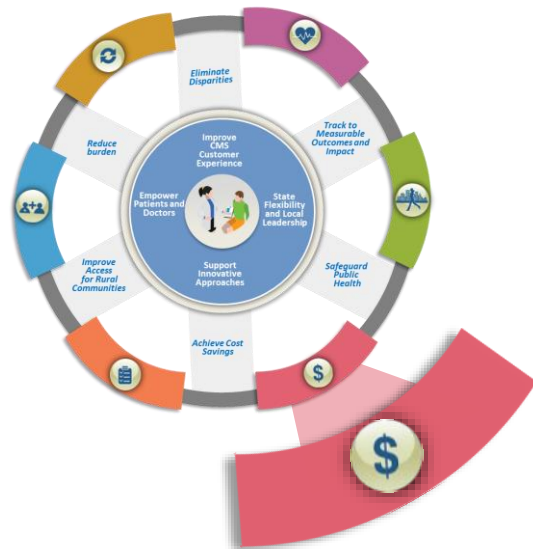 Eliminate
Disparities
Reduce
burden
Track to
Measurable
Outcomes and
Impact
Improve
CMS
Customer
Experience
Empower
Patients and
Doctors
State
Flexibility
and Local
Leadership
Support
Innovative
Approaches
Improve
Access
for Rural
Communities
Safeguard
Public
Health
Achieve Cost
Savings
$
$